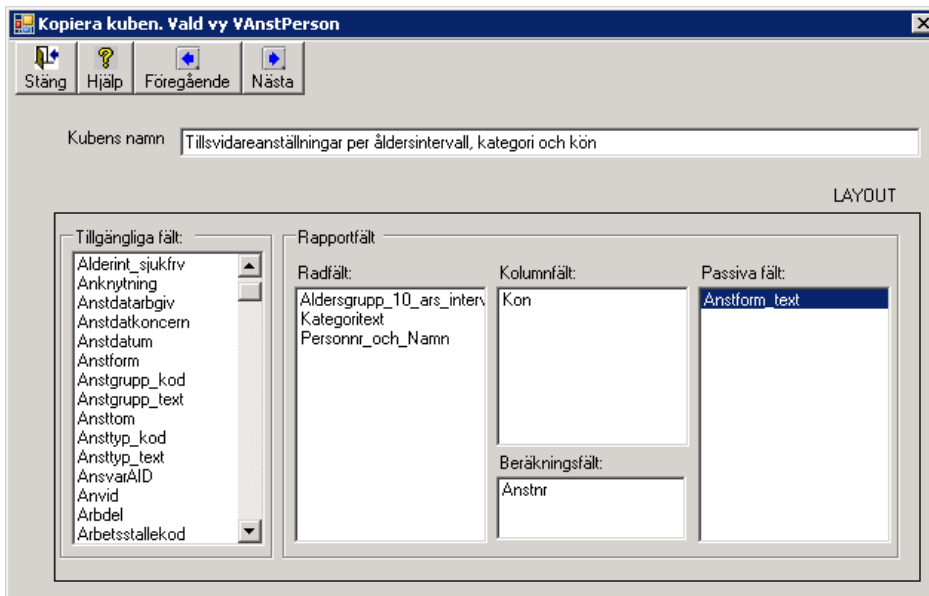 Kopiera kuben. Vald vy VAnstPerson
Stäng Hjälp Föregående Nästa
Kubens namn Tillsvidareanställningar per åldersintervall, kategori och kön
LAYOUT
Tillgängliga fält:
Alderint_sjukfrv
Anknytning
Anstdatarbgiv
Anstdatkoncern
Anstdatum
Anstform
Anstgrupp_kod
Anstgrupp_text
Ansttom
Ansttyp_kod
Ansttyp_text
AnsvarAID
Anvid
Arbdel
Arbetsstallekod
Rapportfält
Radfält:
Aldersgrupp_10_ars_interv
Kategoritext
Personnr_och_Namn
Kolumnfält:
Kon
Beräkningsfält:
Anstnr
Passiva fält:
Anstform_text